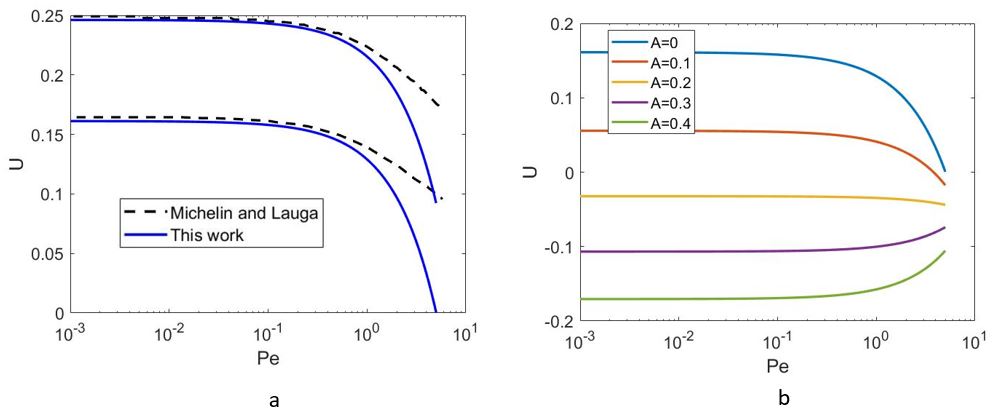 0.25
0.2
0.15
0.1
0.05
0
U
Michelin and Lauga
This work
10^-3
10^-2
10^-1
10^0
10^1
Pe
a
0.2
0.1
0
-0.1
-0.2
U
A=0
A=0.1
A=0.2
A=0.3
A=0.4
10^-3
10^-2
10^-1
10^0
10^1
Pe
b